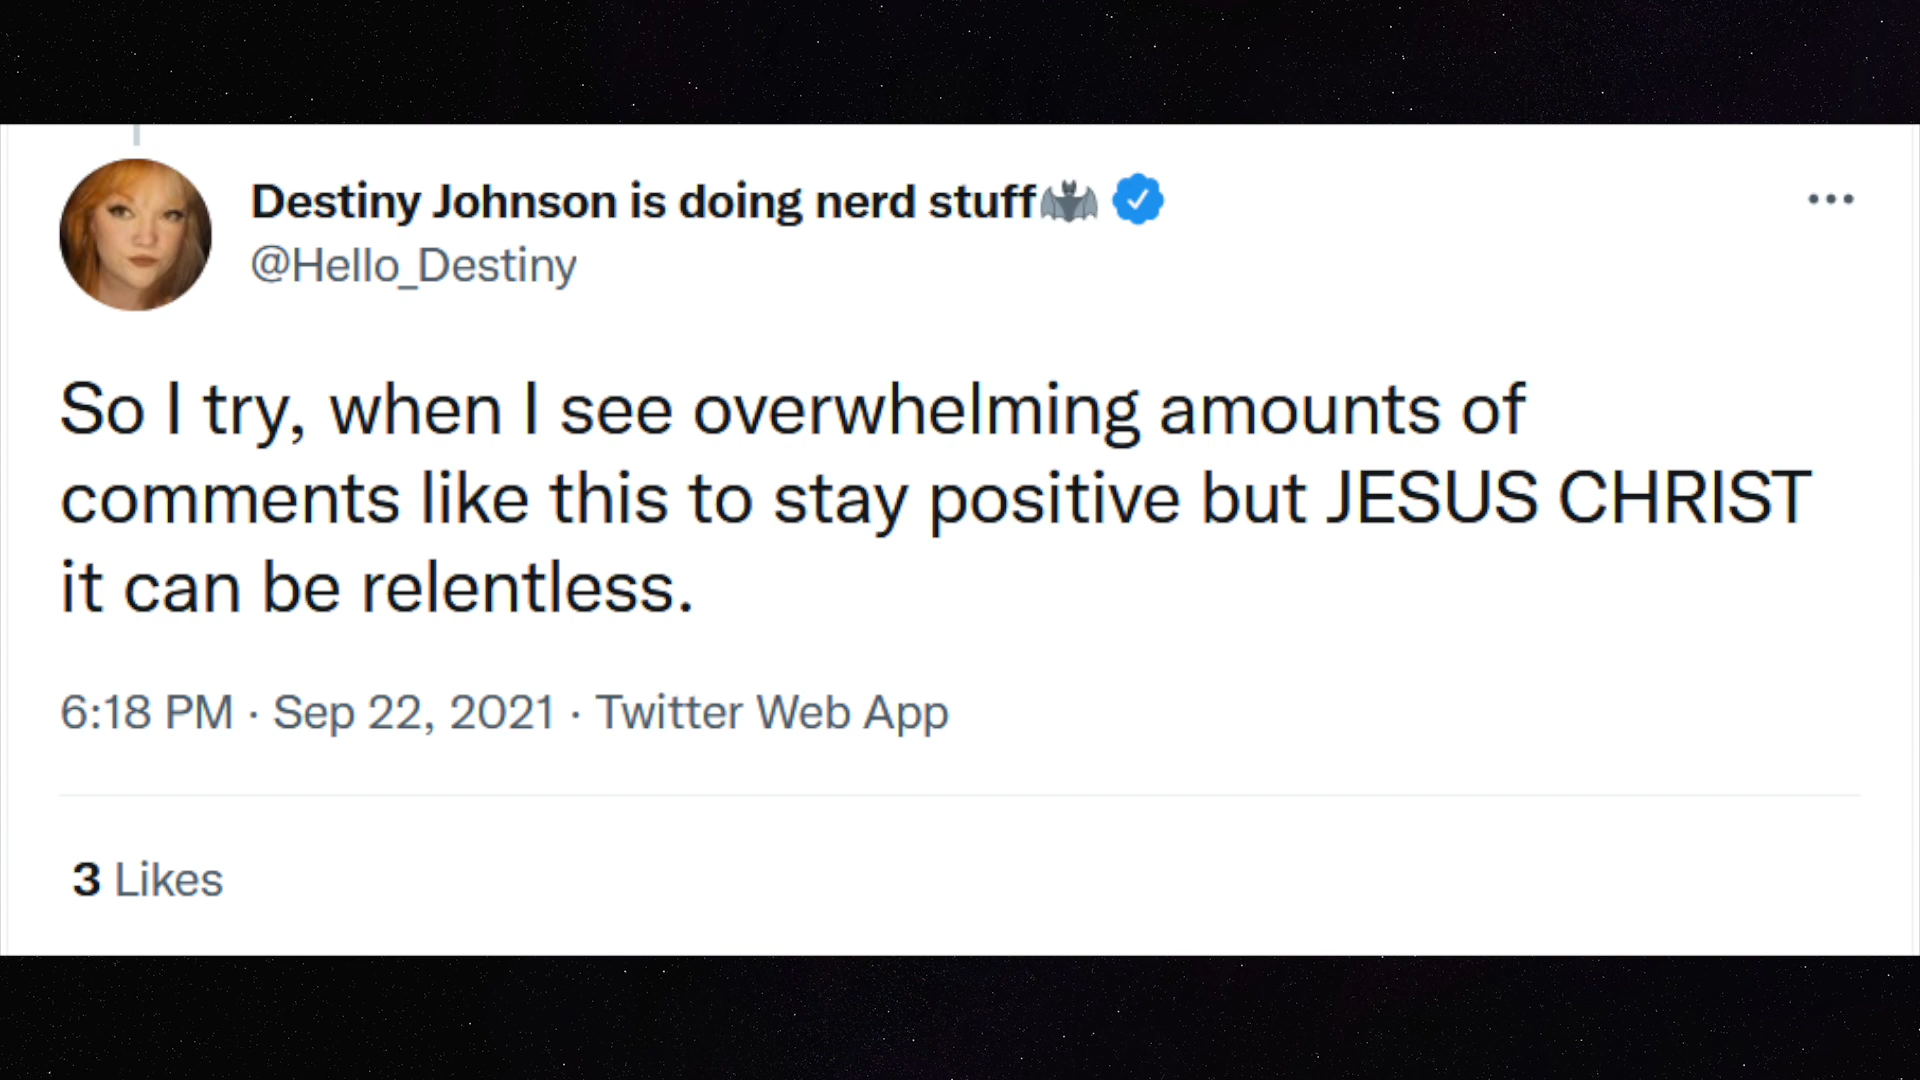 Destiny Johnson is doing nerd stuff🦇
@Hello_Destiny
So I try, when I see overwhelming amounts of
comments like this to stay positive but JESUS CHRIST
it can be relentless.
6:18 PM · Sep 22, 2021 · Twitter Web App
3 Likes